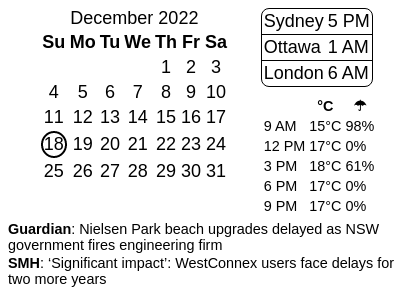 December 2022
Su Mo Tu We Th Fr Sa
1 2 3
4 5 6 7 8 9 10
11 12 13 14 15 16 17
18 19 20 21 22 23 24
25 26 27 28 29 30 31
Sydney 5 PM
Ottawa 1 AM
London 6 AM
°C ☂
9 AM 15°C 98%
12 PM 17°C 0%
3 PM 18°C 61%
6 PM 17°C 0%
9 PM 17°C 0%
Guardian: Nielsen Park beach upgrades delayed as NSW
government fires engineering firm
SMH: ‘Significant impact’: WestConnex users face delays for
two more years